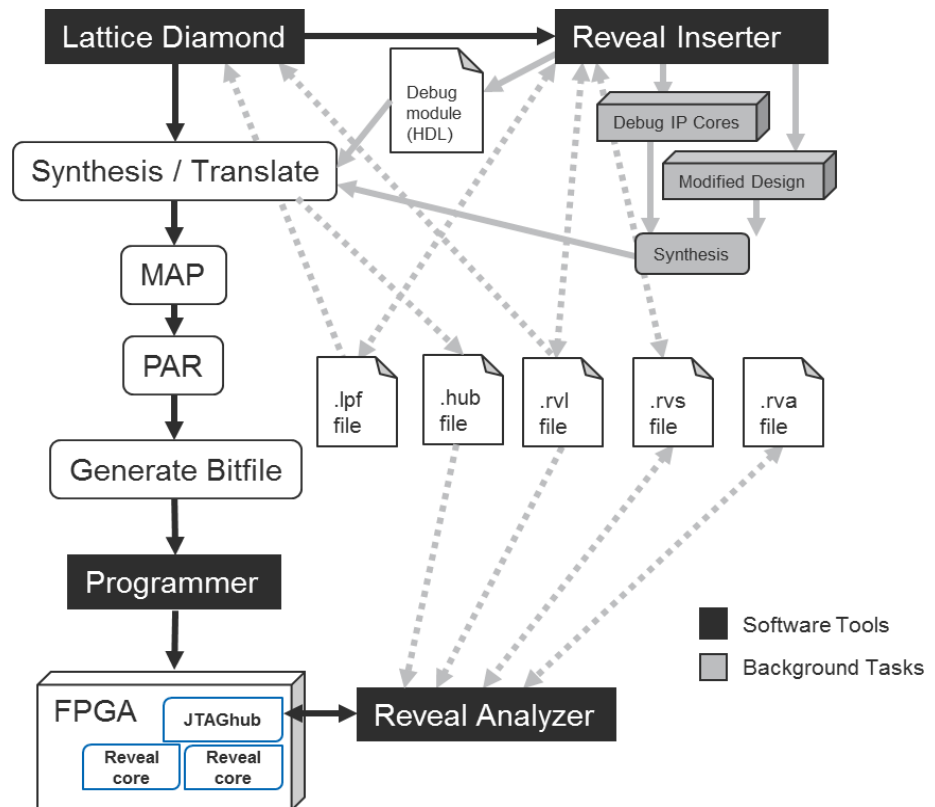 Lattice Diamond
Reveal Inserter
Debug
module
(HDL)
Debug IP Cores
Synthesis / Translate
Modified Design
Synthesis
MAP
PAR
.lpf
file
.hub
file
.rvl
file
.rvs
file
.rva
file
Generate Bitfile
Programmer
Software Tools
Background Tasks
FPGA
JTAGhub
Reveal
core
Reveal
core
Reveal Analyzer